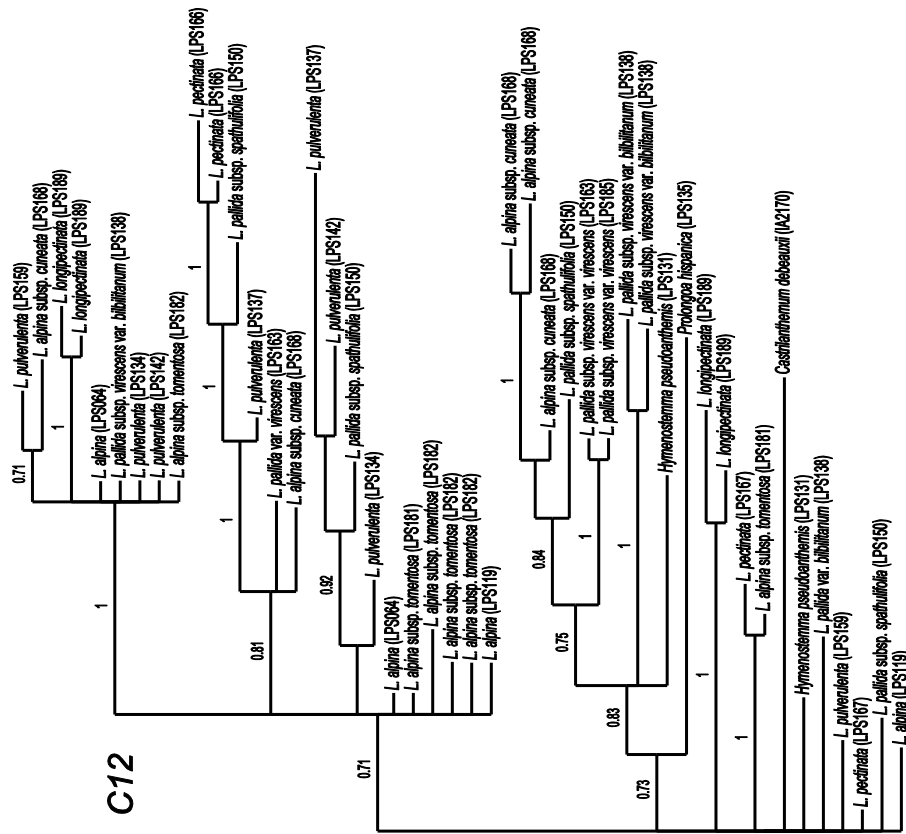 C12
L. pulverulenta (LPS159)
L. alpina subsp. cuneata (LPS168)
L. longipectinata (LPS189)
L. longipectinata (LPS189)
L. alpina (LPS064)
L. pallida subsp. virescens var. bilbilitanum (LPS138)
L. pulverulenta (LPS134)
L. pulverulenta (LPS142)
L. alpina subsp. tomentosa (LPS182)
L. pectinata (LPS166)
L. pectinata (LPS166)
L. pallida subsp. spathulifolia (LPS150)
L. pulverulenta (LPS137)
L. pallida var. virescens (LPS163)
L. alpina subsp. cuneata (LPS168)
L. pulverulenta (LPS137)
L. pulverulenta (LPS142)
L. pallida subsp. spathulifolia (LPS150)
L. pulverulenta (LPS134)
L. alpina (LPS064)
L. alpina subsp. tomentosa (LPS181)
L. alpina subsp. tomentosa (LPS182)
L. alpina subsp. tomentosa (LPS182)
L. alpina subsp. tomentosa (LPS182)
L. alpina (LPS119)
L. alpina subsp. cuneata (LPS168)
L. alpina subsp. cuneata (LPS168)
L. alpina subsp. cuneata (LPS168)
L. pallida subsp. spathulifolia (LPS150)
L. pallida subsp. virescens var. virescens (LPS163)
L. pallida subsp. virescens var. virescens (LPS185)
L. pallida subsp. virescens var. bilbilitanum (LPS138)
L. pallida subsp. virescens var. bilbilitanum (LPS138)
Hymenostemma pseudoanthemis (LPS131)
Prolongoa hispanica (LPS135)
L. longipectinata (LPS189)
L. longipectinata (LPS189)
L. pectinata (LPS167)
L. alpina subsp. tomentosa (LPS181)
Castrilanthemum debeauxii (IA2170)
Hymenostemma pseudoanthemis (LPS131)
L. pallida var. bilbilitanum (LPS138)
L. pulverulenta (LPS159)
L. pectinata (LPS167)
L. pallida subsp. spathulifolia (LPS150)
L. alpina (LPS119)
0.71
1
1
1
1
1
0.81
0.92
0.71
1
0.84
1
0.75
1
0.83
0.73
1
1